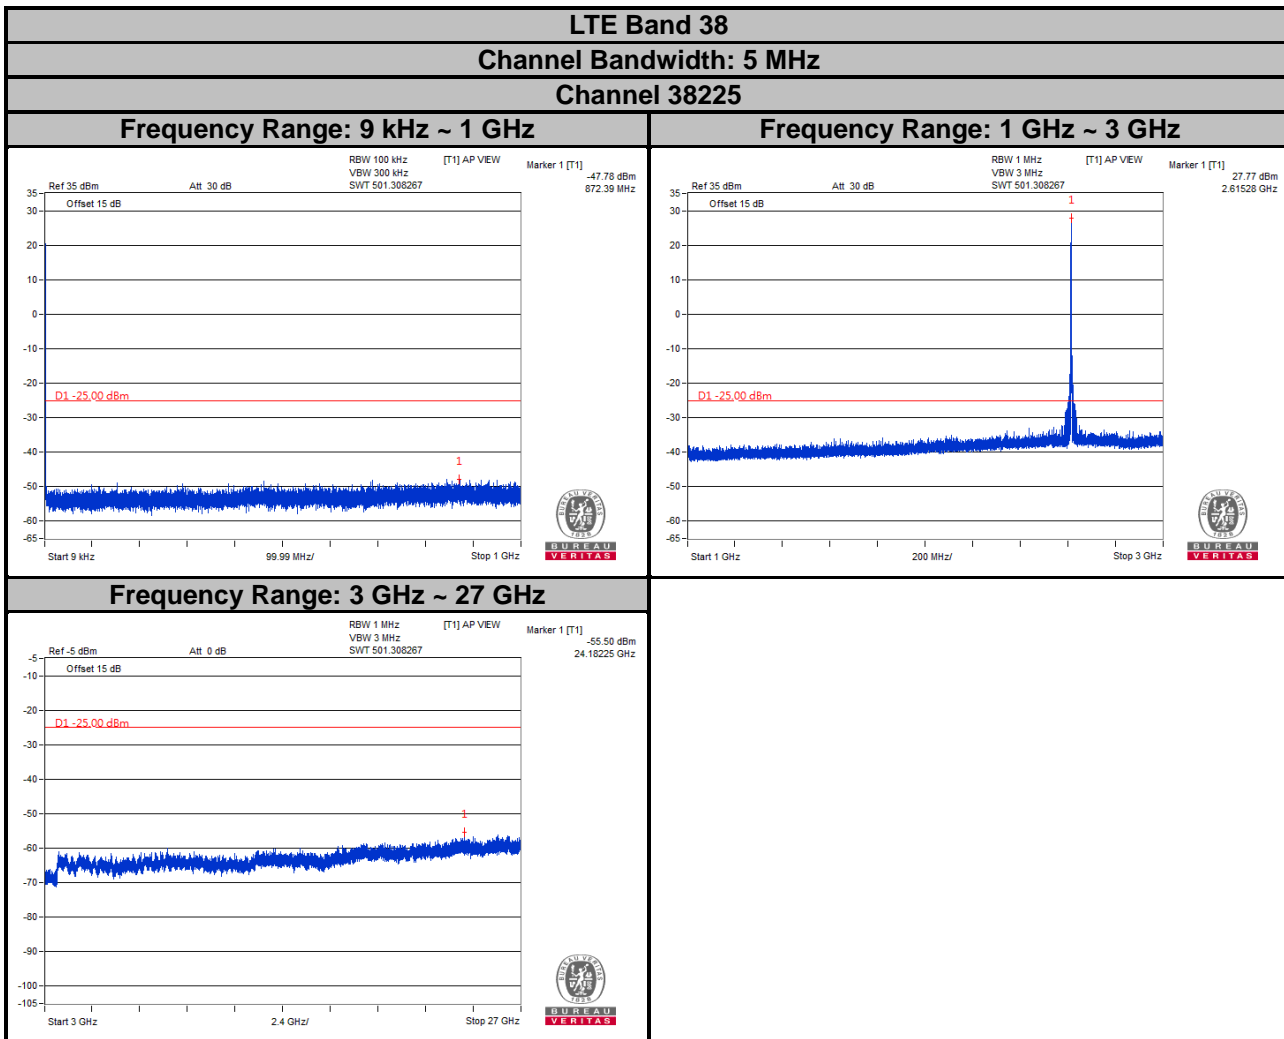 LTE Band 38
Channel Bandwidth: 5 MHz
Channel 38225
Frequency Range: 9 kHz ~ 1 GHz
RBW 100 kHz [T1] AP VIEW Marker 1 [T1]
VBW 300 kHz -47.78 dBm
Ref 35 dBm Att 30 dB SWT 501.308267 872.39 MHz
35
Offset 15 dB
30
20
10
0
-10
-20
D1 -25.00 dBm
-30
-40
1
-50
-60
-65
Start 9 kHz 99.99 MHz/ Stop 1 GHz
BUREAU VERITAS
1828
BUREAU
VERITAS
Frequency Range: 1 GHz ~ 3 GHz
RBW 1 MHz [T1] AP VIEW Marker 1 [T1]
VBW 3 MHz 27.77 dBm
Ref 35 dBm Att 30 dB SWT 501.308267 2.61528 GHz
35
Offset 15 dB
1
30
20
10
0
-10
-20
D1 -25.00 dBm
-30
-40
-50
-60
-65
Start 1 GHz 200 MHz/ Stop 3 GHz
BUREAU VERITAS
1828
BUREAU
VERITAS
Frequency Range: 3 GHz ~ 27 GHz
RBW 1 MHz [T1] AP VIEW Marker 1 [T1]
VBW 3 MHz -55.50 dBm
Ref -5 dBm Att 0 dB SWT 501.308267 24.18225 GHz
-5
Offset 15 dB
-10
-20
D1 -25.00 dBm
-30
-40
-50
1
-60
-70
-80
-90
-100
-105
Start 3 GHz 2.4 GHz/ Stop 27 GHz
BUREAU VERITAS
1828
BUREAU
VERITAS